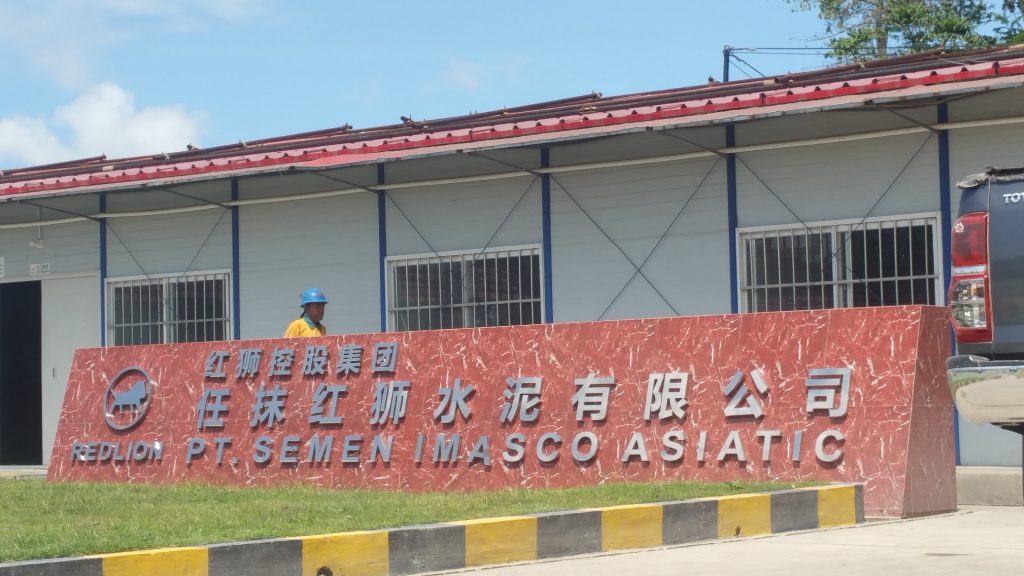 红狮控股集团
任抹红狮水泥有限公司
REDLION
PT. SEMEN IMASCO ASIATIC
TOYO